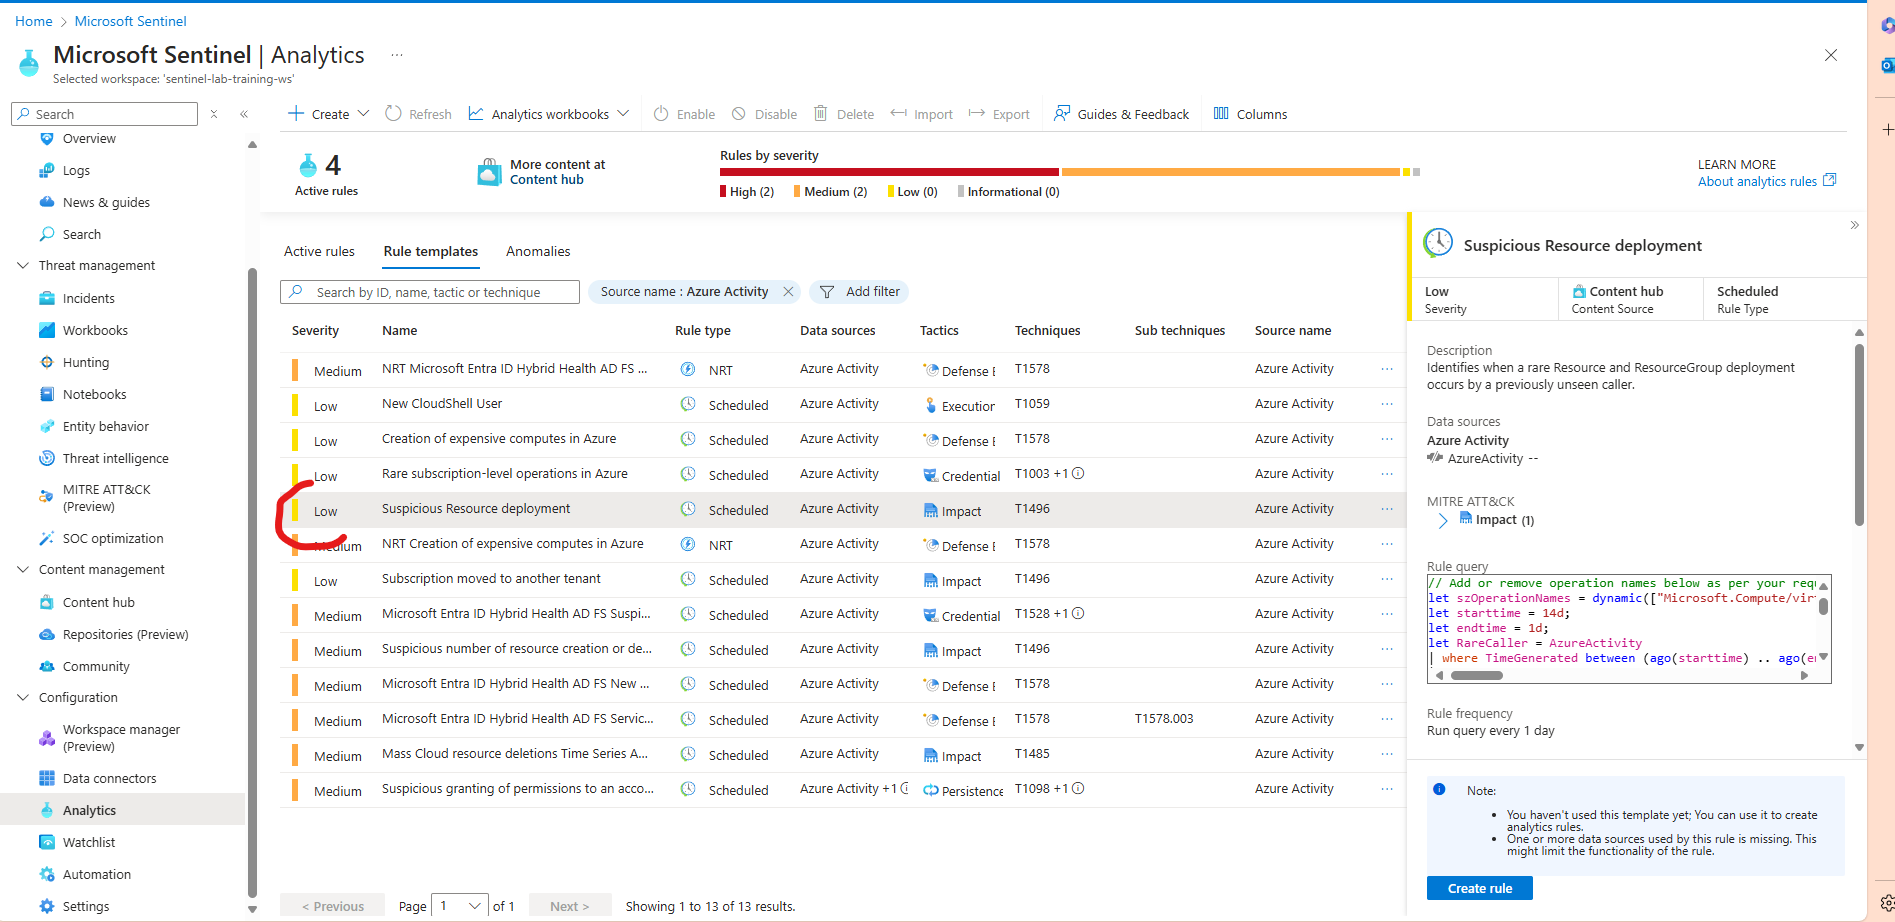 Home > Microsoft Sentinel
Microsoft Sentinel | Analytics ...
Selected workspace: 'sentinel-lab-training-ws'
Search
Overview
Logs
News & guides
Search
Threat management
Incidents
Workbooks
Hunting
Notebooks
Entity behavior
Threat intelligence
MITRE ATT&CK
(Preview)
SOC optimization
Content management
Content hub
Repositories (Preview)
Community
Configuration
Workspace manager
(Preview)
Data connectors
Analytics
Watchlist
Automation
Settings
Create Refresh Analytics workbooks Enable Disable Delete Import Export Guides & Feedback Columns
4
Active rules
More content at
Content hub
Rules by severity
High (2) Medium (2) Low (0) Informational (0)
LEARN MORE
About analytics rules
Active rules Rule templates Anomalies
Search by ID, name, tactic or technique Source name : Azure Activity Add filter
Severity Name Rule type Data sources Tactics Techniques Sub techniques Source name
Medium NRT Microsoft Entra ID Hybrid Health AD FS ... NRT Azure Activity Defense E T1578 Azure Activity ...
Low New CloudShell User Scheduled Azure Activity Execution T1059 Azure Activity ...
Low Creation of expensive computes in Azure Scheduled Azure Activity Defense E T1578 Azure Activity ...
Low Rare subscription-level operations in Azure Scheduled Azure Activity Credential T1003 +1 Azure Activity ...
Low Suspicious Resource deployment Scheduled Azure Activity Impact T1496 Azure Activity ...
Medium NRT Creation of expensive computes in Azure NRT Azure Activity Defense E T1578 Azure Activity ...
Low Subscription moved to another tenant Scheduled Azure Activity Impact T1496 Azure Activity ...
Medium Microsoft Entra ID Hybrid Health AD FS Suspi... Scheduled Azure Activity Credential T1528 +1 Azure Activity ...
Medium Suspicious number of resource creation or de... Scheduled Azure Activity Impact T1496 Azure Activity ...
Medium Microsoft Entra ID Hybrid Health AD FS New ... Scheduled Azure Activity Defense E T1578 Azure Activity ...
Medium Microsoft Entra ID Hybrid Health AD FS Servic... Scheduled Azure Activity Defense E T1578 T1578.003 Azure Activity ...
Medium Mass Cloud resource deletions Time Series A... Scheduled Azure Activity Impact T1485 Azure Activity ...
Medium Suspicious granting of permissions to an acco... Scheduled Azure Activity +1 Persistence T1098 +1 Azure Activity ...
< Previous Page 1 of 1 Next > Showing 1 to 13 of 13 results.
Suspicious Resource deployment
Low
Severity
Content hub
Content Source
Scheduled
Rule Type
Description
Identifies when a rare Resource and ResourceGroup deployment
occurs by a previously unseen caller.
Data sources
Azure Activity
AzureActivity --
MITRE ATT&CK
Impact (1)
Rule query
// Add or remove operation names below as per your requ
let szOperationNames = dynamic(["Microsoft.Compute/vir
let starttime = 14d;
let endtime = 1d;
let RareCaller = AzureActivity
| where TimeGenerated between (ago(starttime) .. ago(e
Rule frequency
Run query every 1 day
Note:
• You haven't used this template yet; You can use it to create
analytics rules.
• One or more data sources used by this rule is missing. This
might limit the functionality of the rule.
Create rule